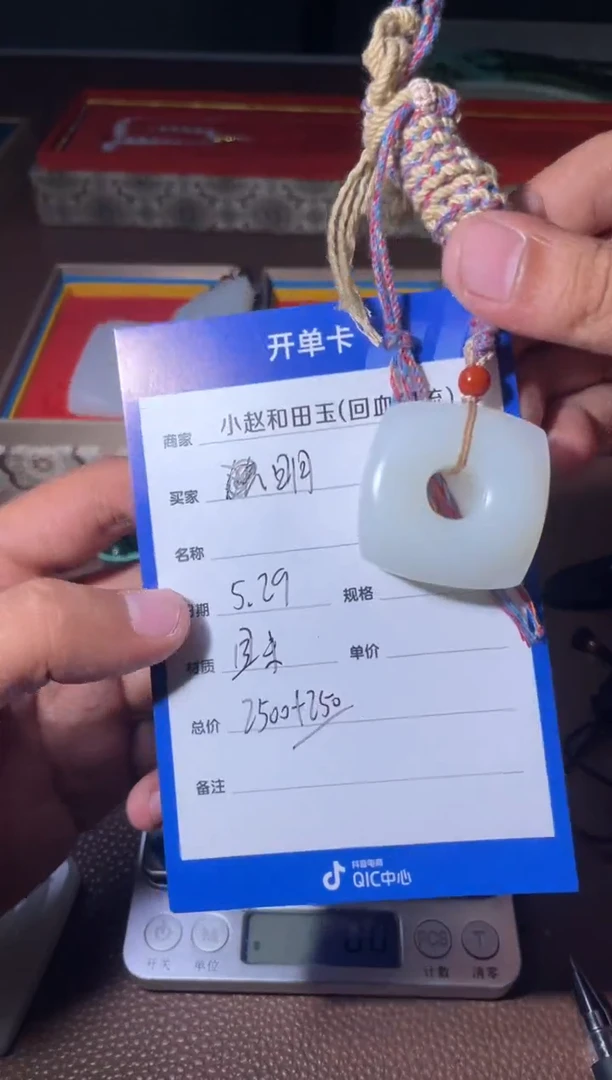 开单卡
商家 小赵和田玉(回血
买家
名称
日期 5.29 规格
材质 单价
总价 2500+250
备注
抖音电商
QIC中心
PCS T
开关 单位 计数 清零